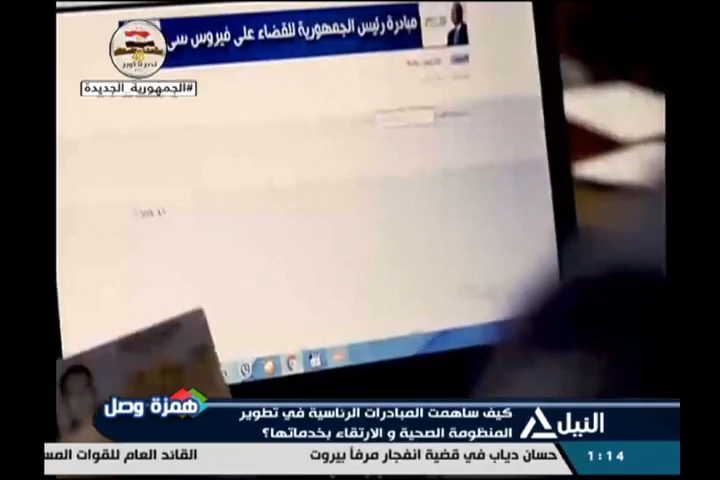 مبادرة رئيس الجمهورية للقضاء على فيروس سى
#الجمهورية_الجديدة
همزة وصل
كيف ساهمت المبادرات الرئاسية في تطوير
المنظومة الصحية و الارتقاء بخدماتها؟
النيل
حسان دياب في قضية انفجار مرفأ بيروت
القائد العام للقوات المس
1:14